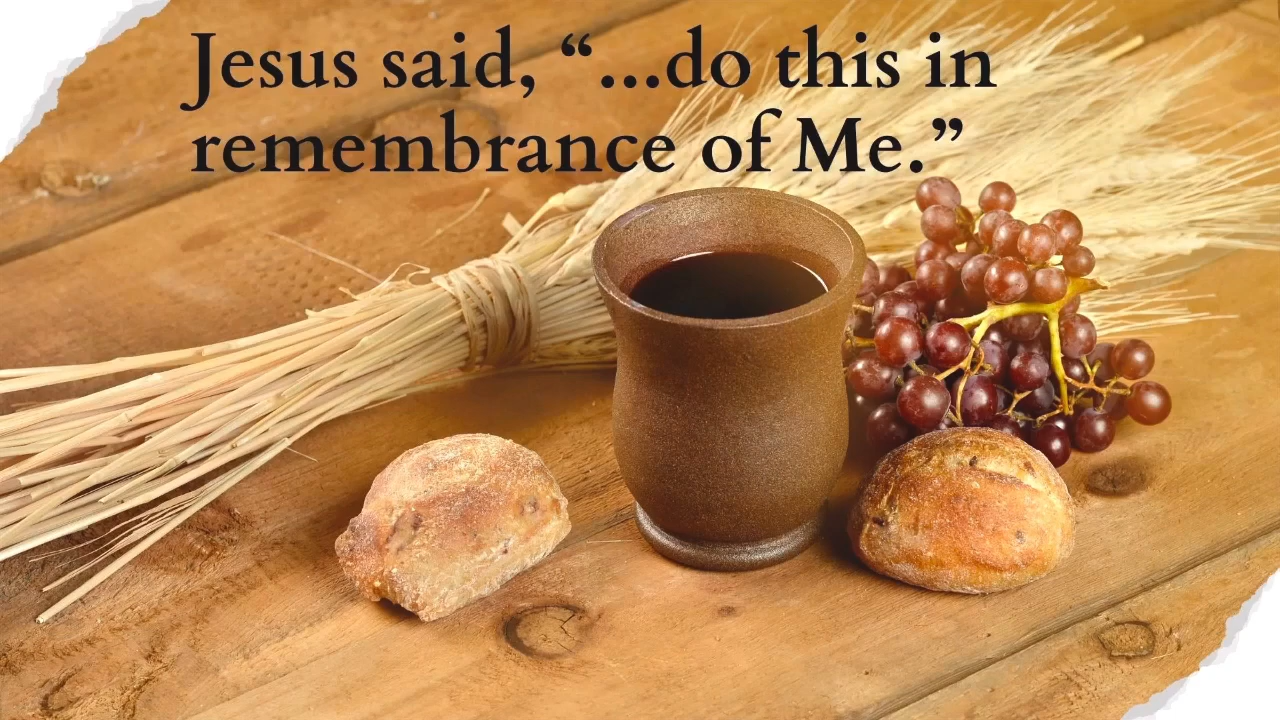 Jesus said, “...do this in
remembrance of Me.”